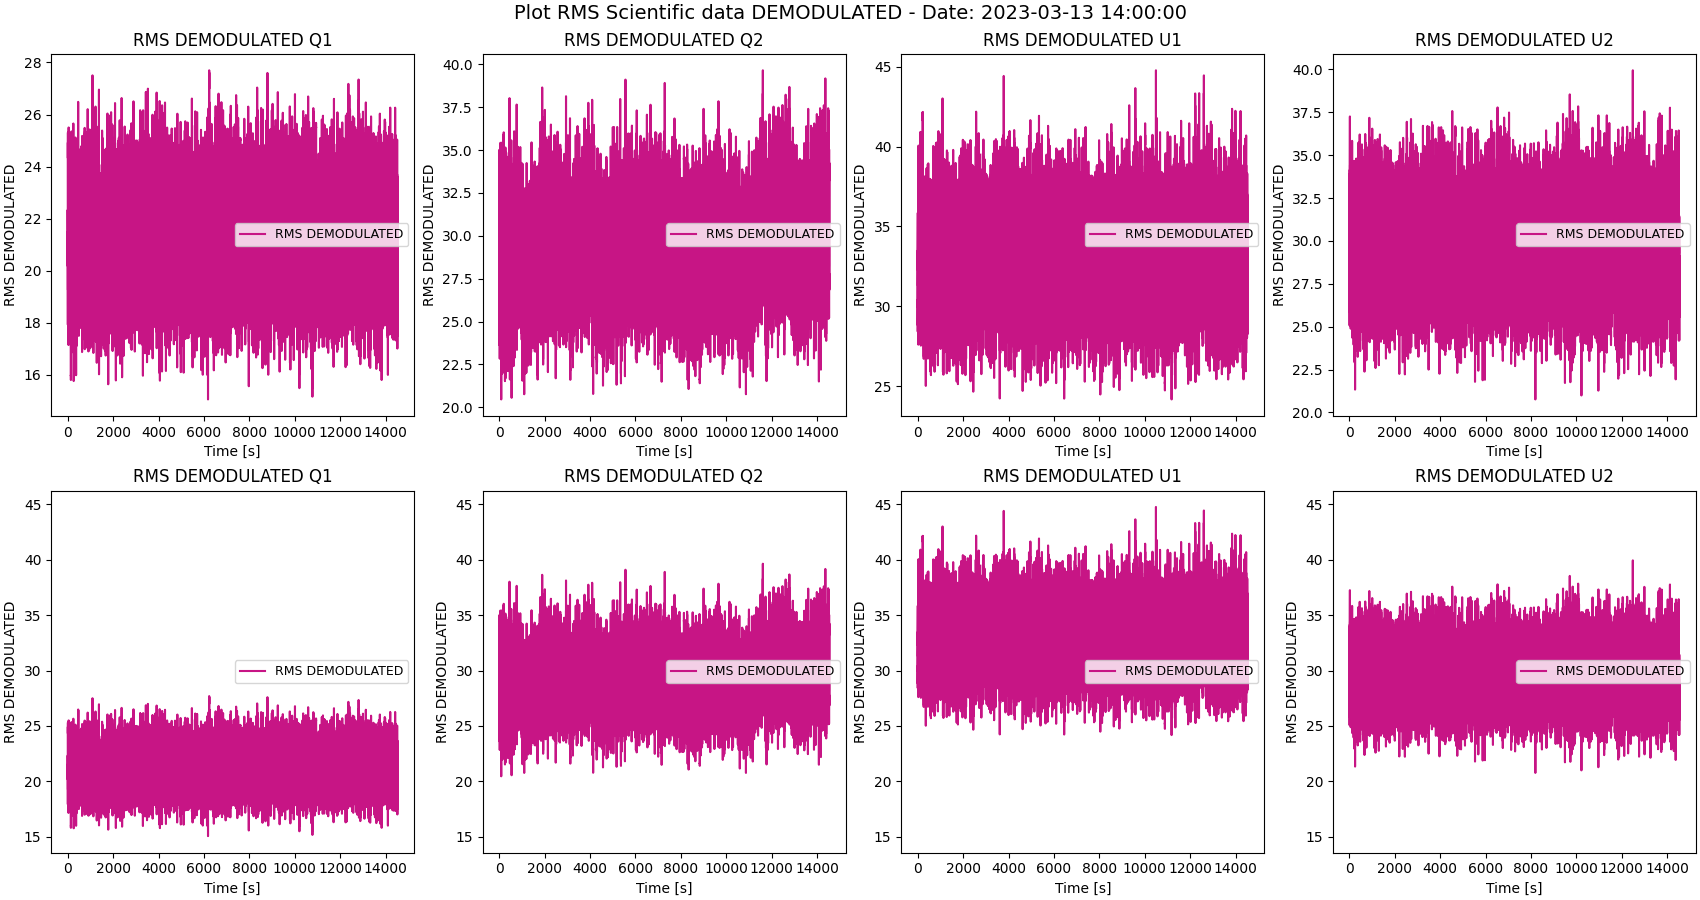 Plot RMS Scientific data DEMODULATED - Date: 2023-03-13 14:00:00
RMS DEMODULATED Q1
RMS DEMODULATED
28
26
24
22
20
18
16
RMS DEMODULATED
0 2000 4000 6000 8000 10000 12000 14000
Time [s]
RMS DEMODULATED Q2
RMS DEMODULATED
40.0
37.5
35.0
32.5
30.0
27.5
25.0
22.5
20.0
RMS DEMODULATED
0 2000 4000 6000 8000 10000 12000 14000
Time [s]
RMS DEMODULATED U1
RMS DEMODULATED
45
40
35
30
25
RMS DEMODULATED
0 2000 4000 6000 8000 10000 12000 14000
Time [s]
RMS DEMODULATED U2
RMS DEMODULATED
40.0
37.5
35.0
32.5
30.0
27.5
25.0
22.5
20.0
RMS DEMODULATED
0 2000 4000 6000 8000 10000 12000 14000
Time [s]
RMS DEMODULATED Q1
RMS DEMODULATED
45
40
35
30
25
20
15
RMS DEMODULATED
0 2000 4000 6000 8000 10000 12000 14000
Time [s]
RMS DEMODULATED Q2
RMS DEMODULATED
45
40
35
30
25
20
15
RMS DEMODULATED
0 2000 4000 6000 8000 10000 12000 14000
Time [s]
RMS DEMODULATED U1
RMS DEMODULATED
45
40
35
30
25
20
15
RMS DEMODULATED
0 2000 4000 6000 8000 10000 12000 14000
Time [s]
RMS DEMODULATED U2
RMS DEMODULATED
45
40
35
30
25
20
15
RMS DEMODULATED
0 2000 4000 6000 8000 10000 12000 14000
Time [s]